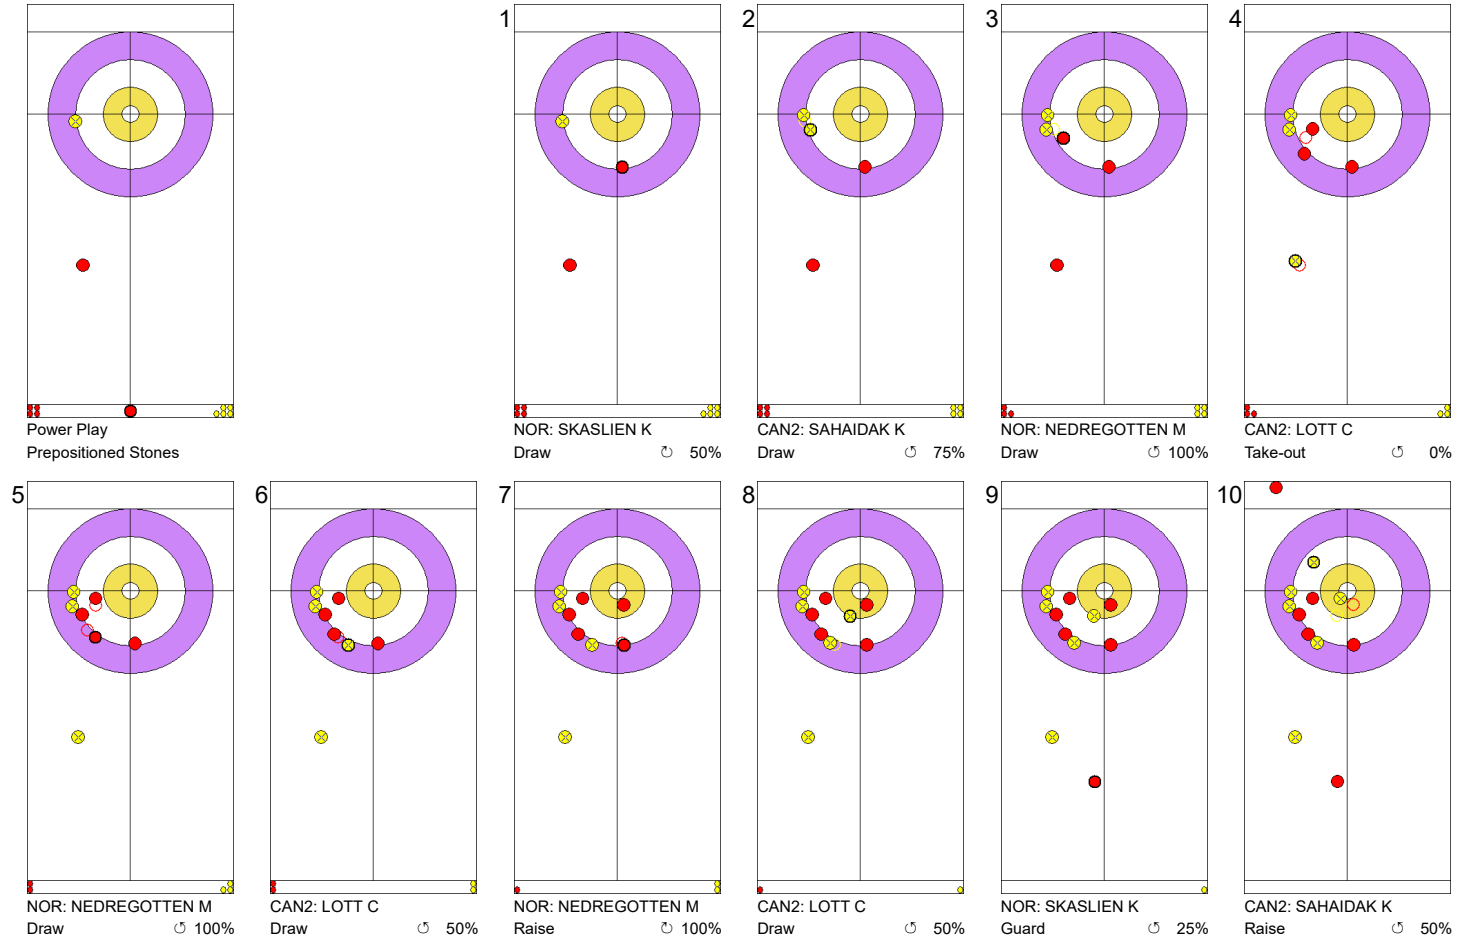 Power Play
Prepositioned Stones
1
NOR: SKASLIEN K
Draw ↻ 50%
2
CAN2: SAHAIDAK K
Draw ↺ 75%
3
NOR: NEDREGOTTEN M
Draw ↺ 100%
4
CAN2: LOTT C
Take-out ↺ 0%
5
NOR: NEDREGOTTEN M
Draw ↺ 100%
6
CAN2: LOTT C
Draw ↺ 50%
7
NOR: NEDREGOTTEN M
Raise ↻ 100%
8
CAN2: LOTT C
Draw ↺ 50%
9
NOR: SKASLIEN K
Guard ↺ 25%
10
CAN2: SAHAIDAK K
Raise ↺ 50%